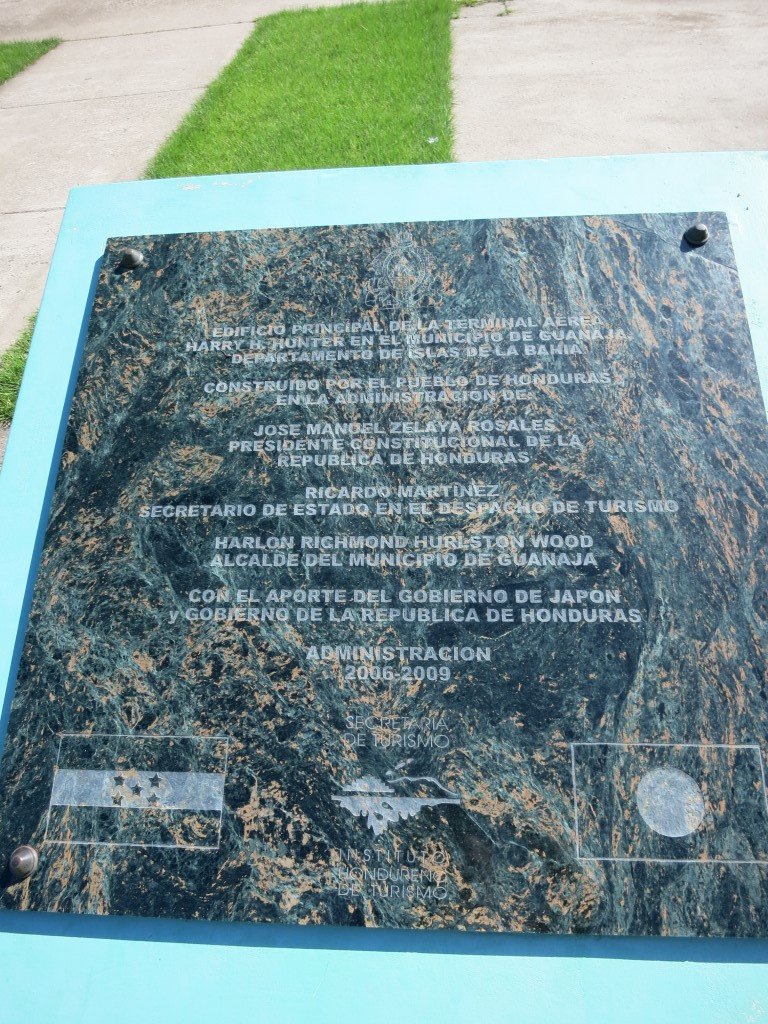 EDIFICIO PRINCIPAL DE LA TERMINAL AEREA
HARRY H. HUNTER EN EL MUNICIPIO DE GUANAJA
DEPARTAMENTO DE ISLAS DE LA BAHIA
CONSTRUIDO POR EL PUEBLO DE HONDURAS
EN LA ADMINISTRACION DE:
JOSE MANUEL ZELAYA ROSALES
PRESIDENTE CONSTITUCIONAL DE LA
REPUBLICA DE HONDURAS
RICARDO MARTINEZ
SECRETARIO DE ESTADO EN EL DESPACHO DE TURISMO
HARLON RICHMOND HURLSTON WOOD
ALCALDE DEL MUNICIPIO DE GUANAJA
CON EL APORTE DEL GOBIERNO DE JAPON
y GOBIERNO DE LA REPUBLICA DE HONDURAS
ADMINISTRACION
2006-2009
SECRETARIA
DE TURISMO
INSTITUTO
HONDUREÑO
DE TURISMO